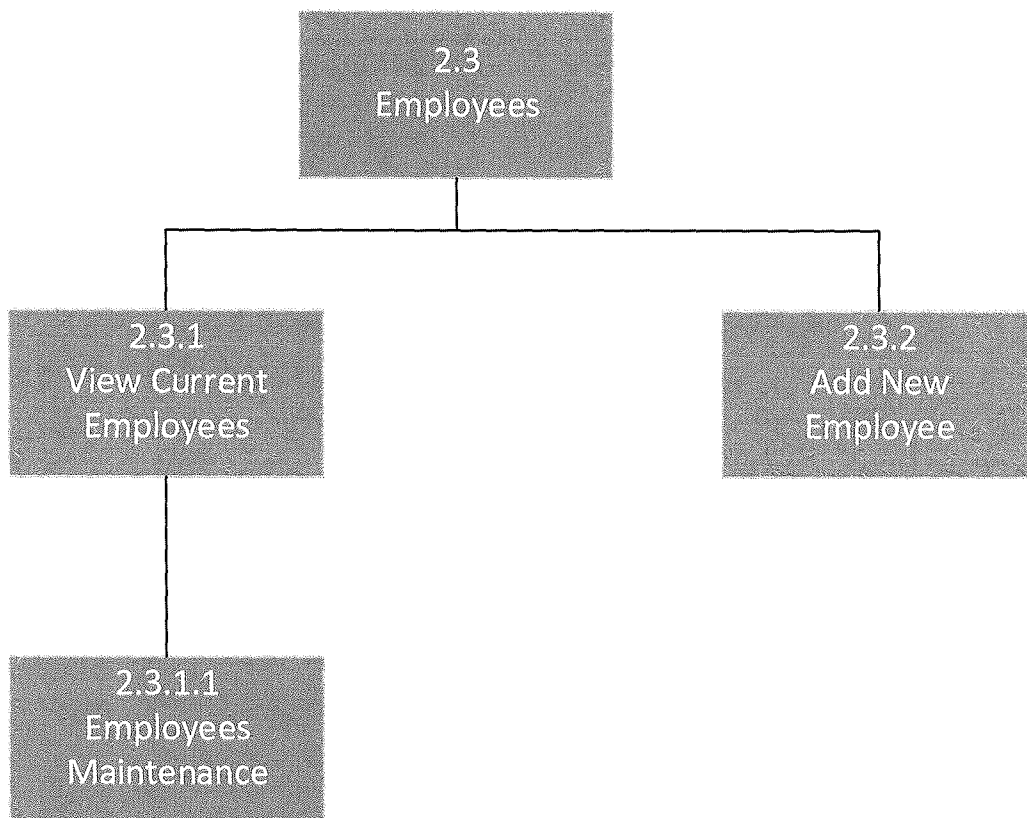 2.3
Employees
2.3.1
View Current
Employees
2.3.2
Add New
Employee
2.3.1.1
Employees
Maintenance